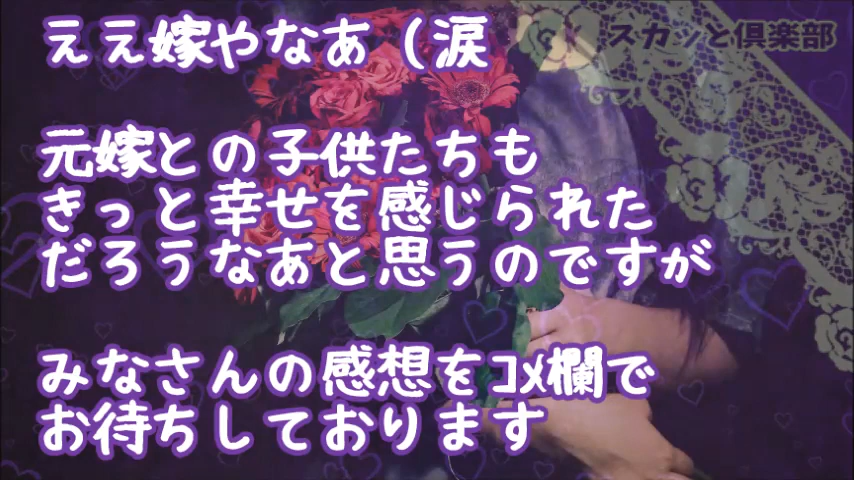 スカッと倶楽部
ええ嫁やなあ（涙
元嫁との子供たちも
きっと幸せを感じられた
だろうなあと思うのですが
みなさんの感想をｺﾒ欄で
お待ちしております